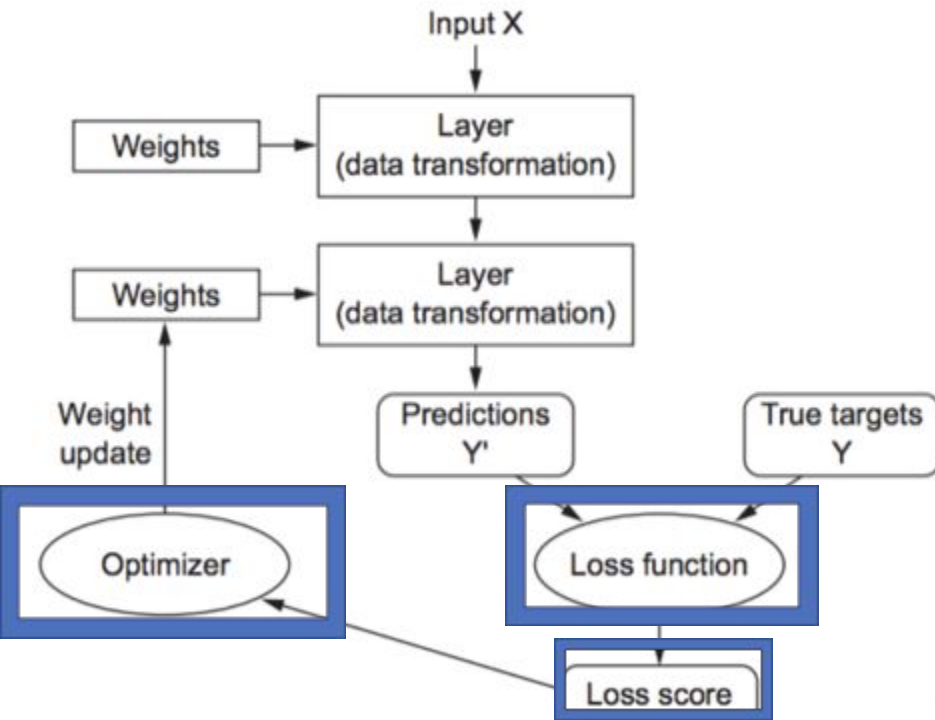 Input X
Weights
Layer
(data transformation)
Weights
Layer
(data transformation)
Weight
update
Predictions
Y'
True targets
Y
Optimizer
Loss function
Loss score